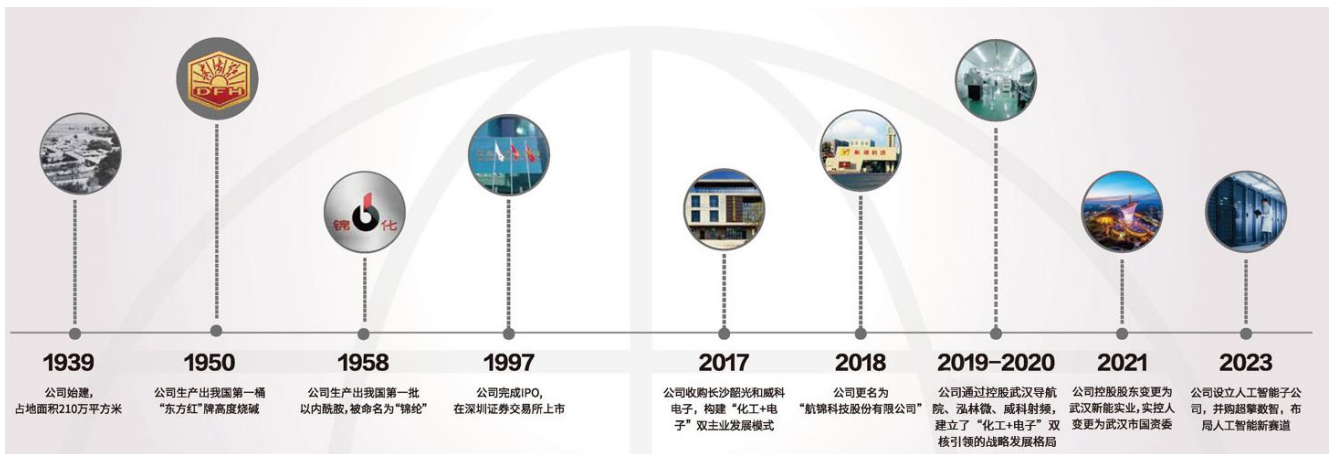 东方红
DFH
锦化
1939
公司始建,
占地面积210万平方米
1950
公司生产出我国第一桶
“东方红”牌高度烧碱
1958
公司生产出我国第一批
以内酰胺,被命名为“锦纶”
1997
公司完成IPO,
在深圳证券交易所上市
2017
公司收购长沙韶光和威科
电子，构建“化工+电
子”双主业发展模式
2018
公司更名为
“航锦科技股份有限公司”
2019-2020
公司通过控股武汉导航
院、泓林微、威科射频，
建立了“化工+电子”双
核引领的战略发展格局
2021
公司控股股东变更为
武汉新能实业,实控人
变更为武汉市国资委
2023
公司设立人工智能子公
司，并购超擎数智，布
局人工智能新赛道